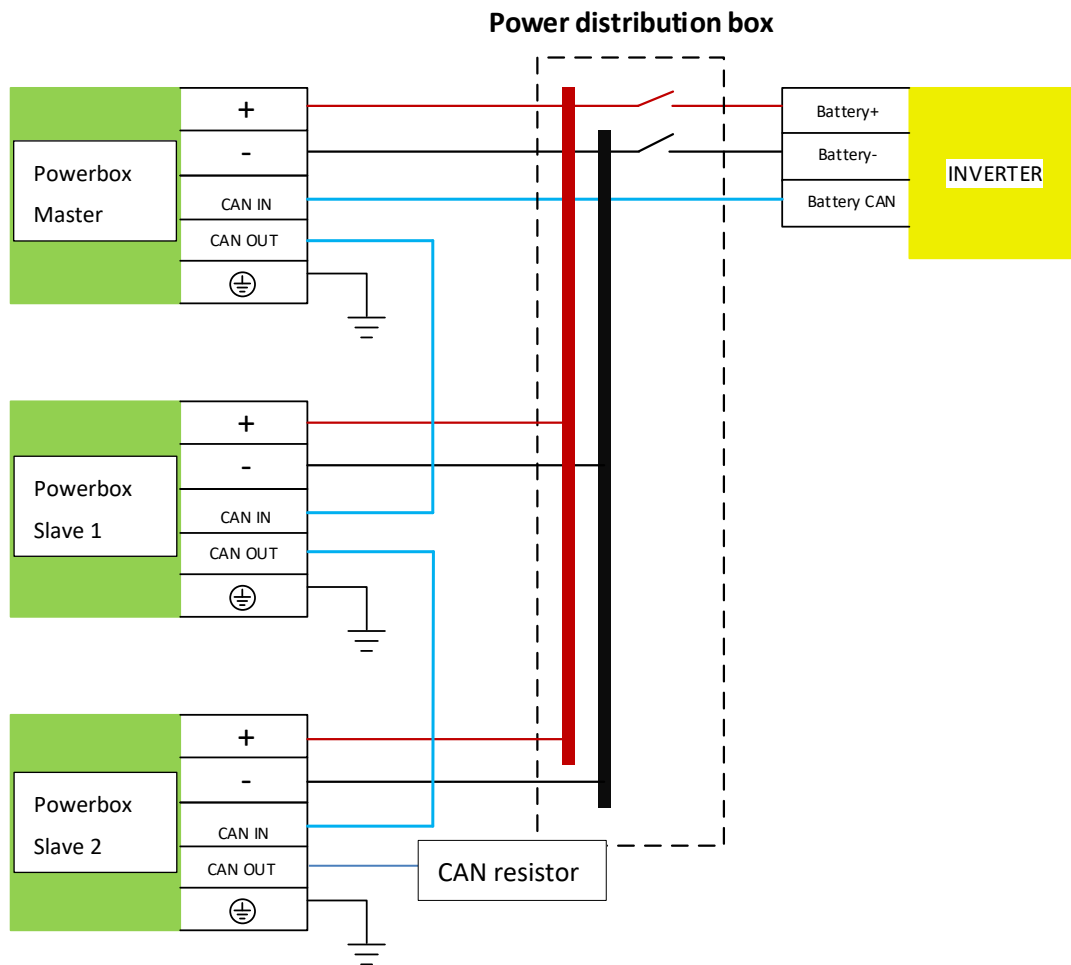 Power distribution box
+
-
CAN IN
CAN OUT
Powerbox
Master
Battery+
Battery-
Battery CAN
INVERTER
+
-
CAN IN
CAN OUT
Powerbox
Slave 1
+
-
CAN IN
CAN OUT
Powerbox
Slave 2
CAN resistor